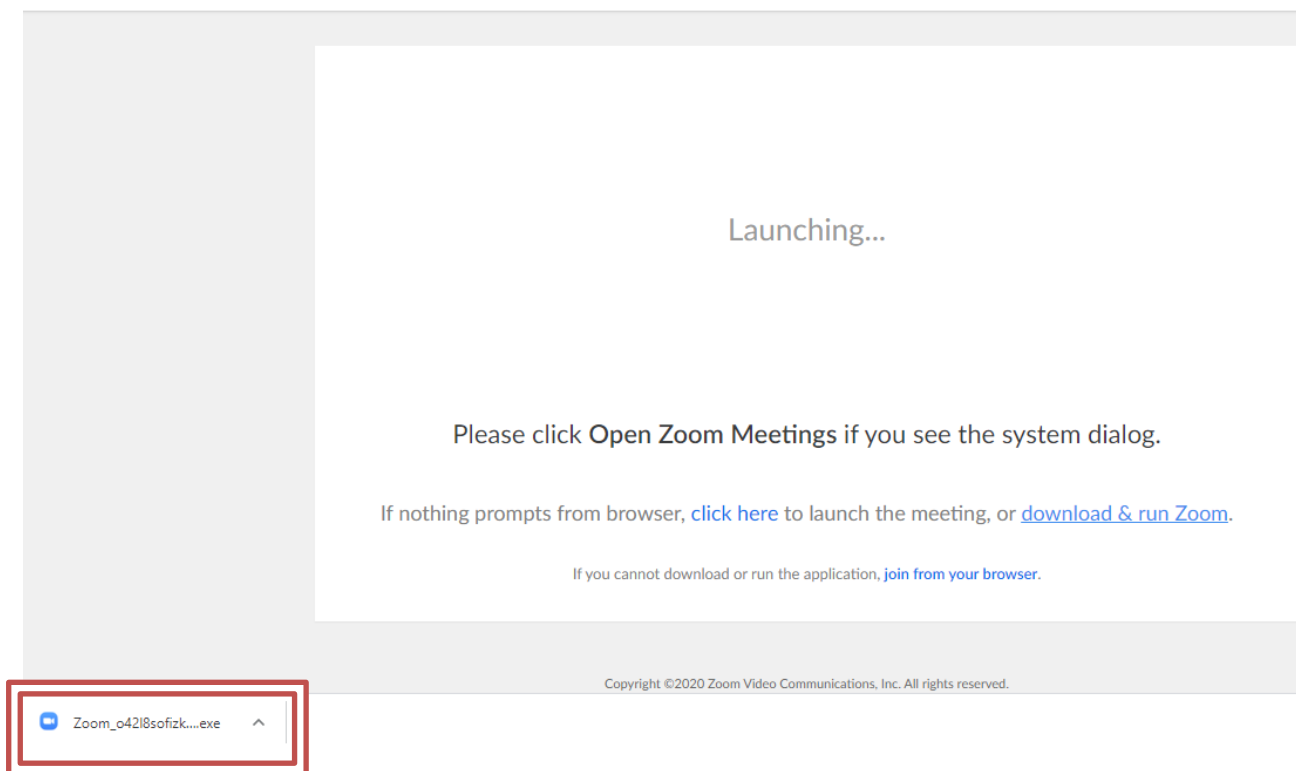 Launching...
Please click Open Zoom Meetings if you see the system dialog.
If nothing prompts from browser, click here to launch the meeting, or download & run Zoom.
If you cannot download or run the application, join from your browser.
Copyright ©2020 Zoom Video Communications, Inc. All rights reserved.
Zoom_o42l8sofizk....exe